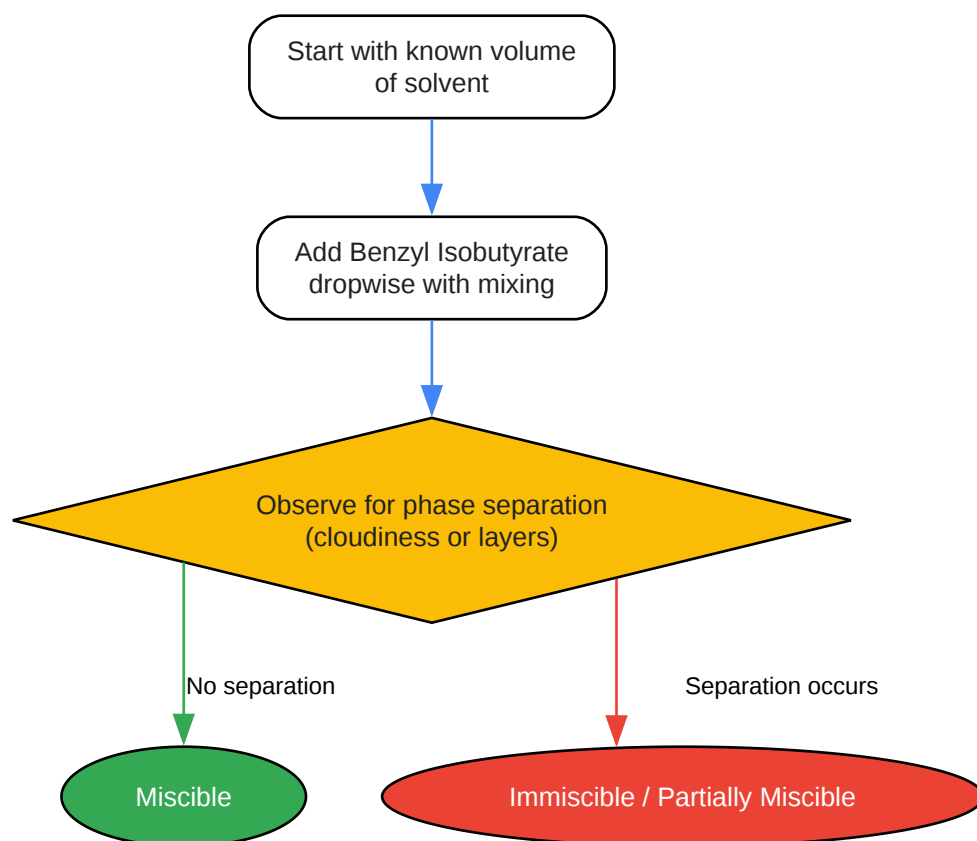 Start with known volume
of solvent
Add Benzyl Isobutyrate
dropwise with mixing
Observe for phase separation
(cloudiness or layers)
No separation
Separation occurs
Miscible
Immiscible / Partially Miscible